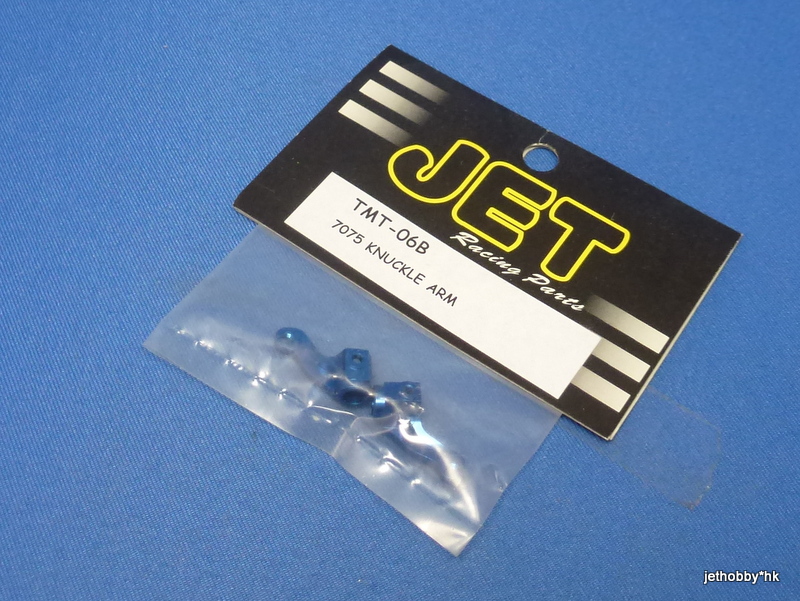 JET
Racing Parts
TMT-06B
7075 KNUCKLE ARM
jethobby*hk